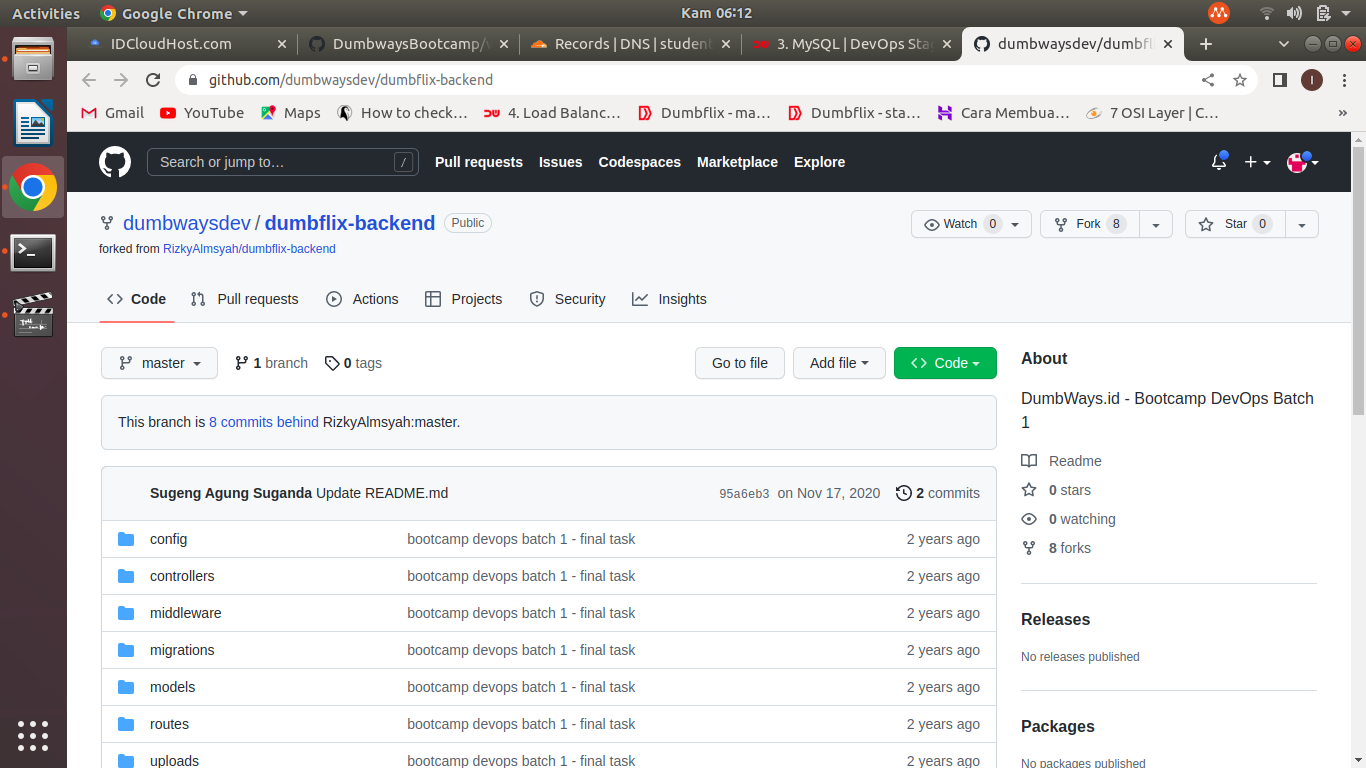 Activities Google Chrome Kam 06:12
IDCloudHost.com DumbwaysBootcamp/ Records | DNS | studen 3. MySQL | DevOps Sta dumbwaysdev/dumbfli
github.com/dumbwaysdev/dumbflix-backend I
Gmail YouTube Maps How to check… 4. Load Balanc… Dumbflix - ma… Dumbflix - sta… Cara Membua… 7 OSI Layer | C… »
Search or jump to… / Pull requests Issues Codespaces Marketplace Explore
dumbwaysdev / dumbflix-backend Public Watch 0 Fork 8 Star 0
forked from RizkyAlmsyah/dumbflix-backend
Code Pull requests Actions Projects Security Insights
master 1 branch 0 tags Go to file Add file Code
This branch is 8 commits behind RizkyAlmsyah:master.
Sugeng Agung Suganda Update README.md 95a6eb3 on Nov 17, 2020 2 commits
config bootcamp devops batch 1 - final task 2 years ago
controllers bootcamp devops batch 1 - final task 2 years ago
middleware bootcamp devops batch 1 - final task 2 years ago
migrations bootcamp devops batch 1 - final task 2 years ago
models bootcamp devops batch 1 - final task 2 years ago
routes bootcamp devops batch 1 - final task 2 years ago
uploads bootcamp devops batch 1 - final task 2 years ago
About
DumbWays.id - Bootcamp DevOps Batch
1
Readme
0 stars
0 watching
8 forks
Releases
No releases published
Packages
No packages published